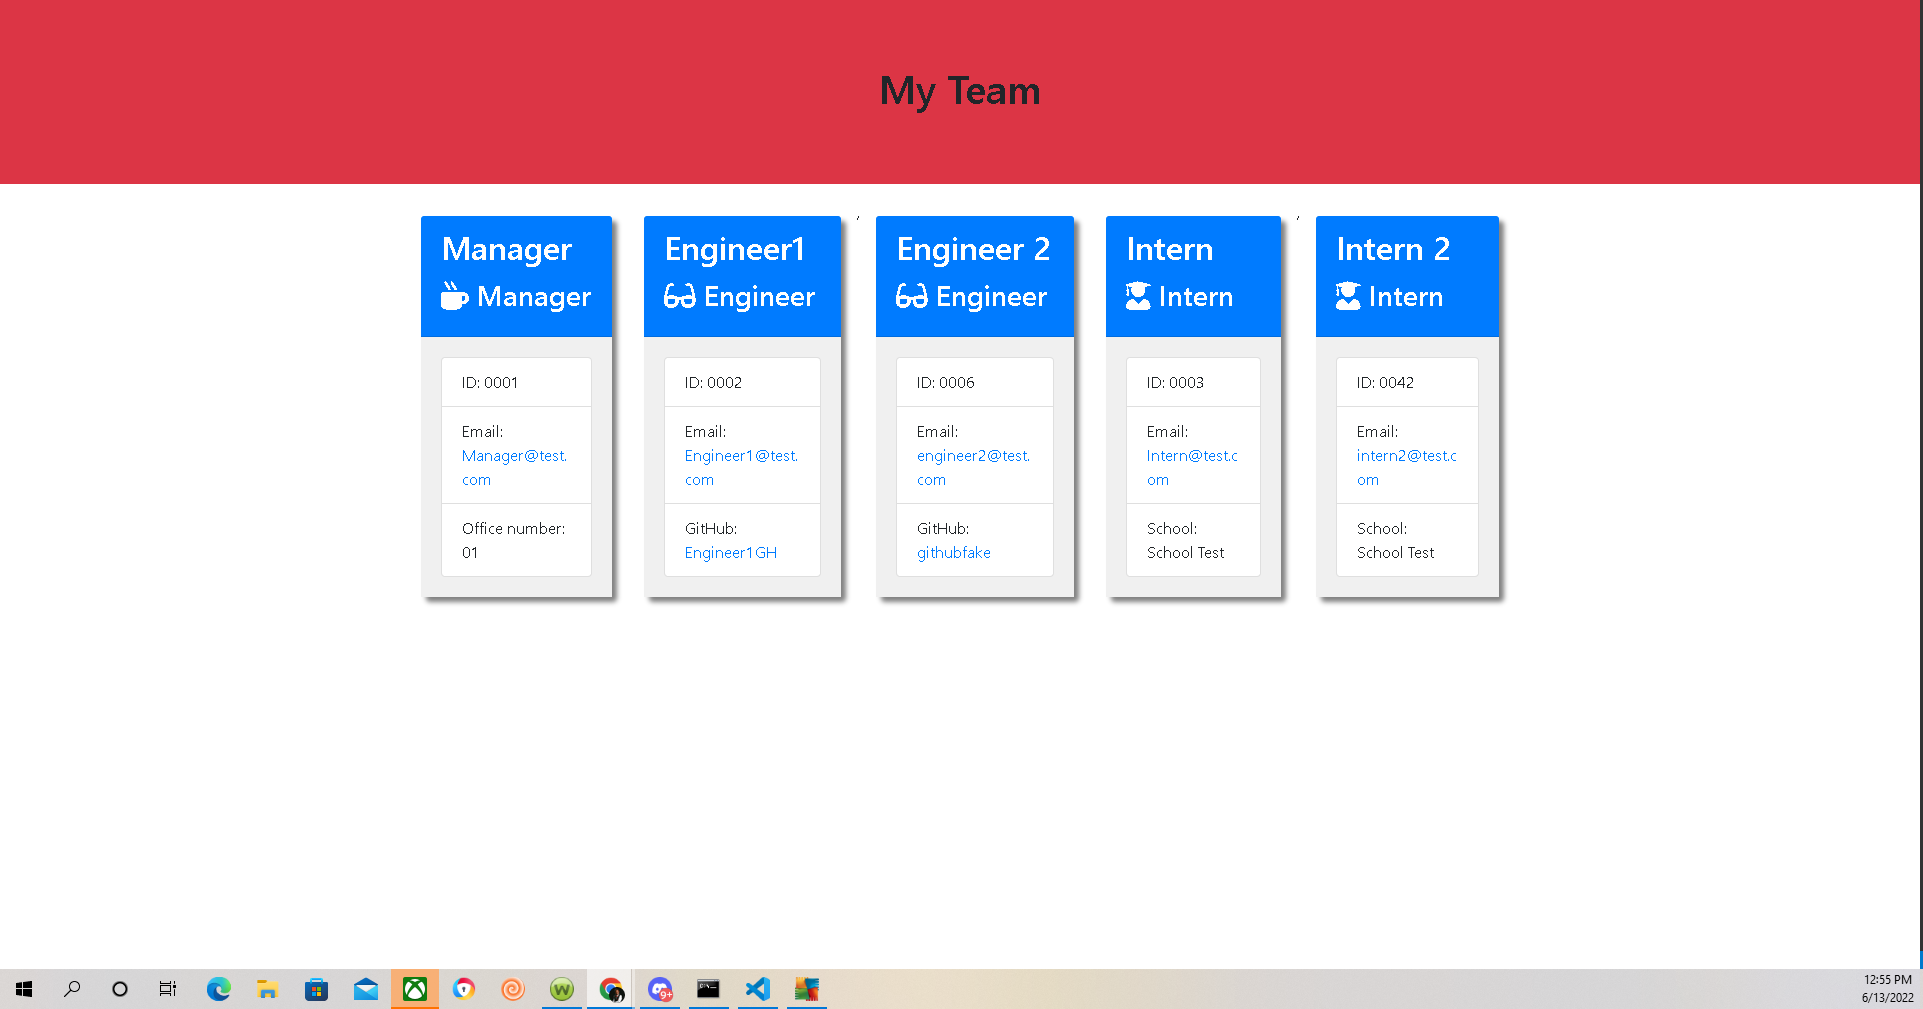 My Team
Manager
Manager
ID: 0001
Email:
Manager@test.
com
Office number:
01
Engineer1
Engineer
ID: 0002
Email:
Engineer1@test.
com
GitHub:
Engineer1GH
,
Engineer 2
Engineer
ID: 0006
Email:
engineer2@test.
com
GitHub:
githubfake
Intern
Intern
ID: 0003
Email:
Intern@test.c
om
School:
School Test
,
Intern 2
Intern
ID: 0042
Email:
intern2@test.c
om
School:
School Test
W
9+
12:55 PM
6/13/2022